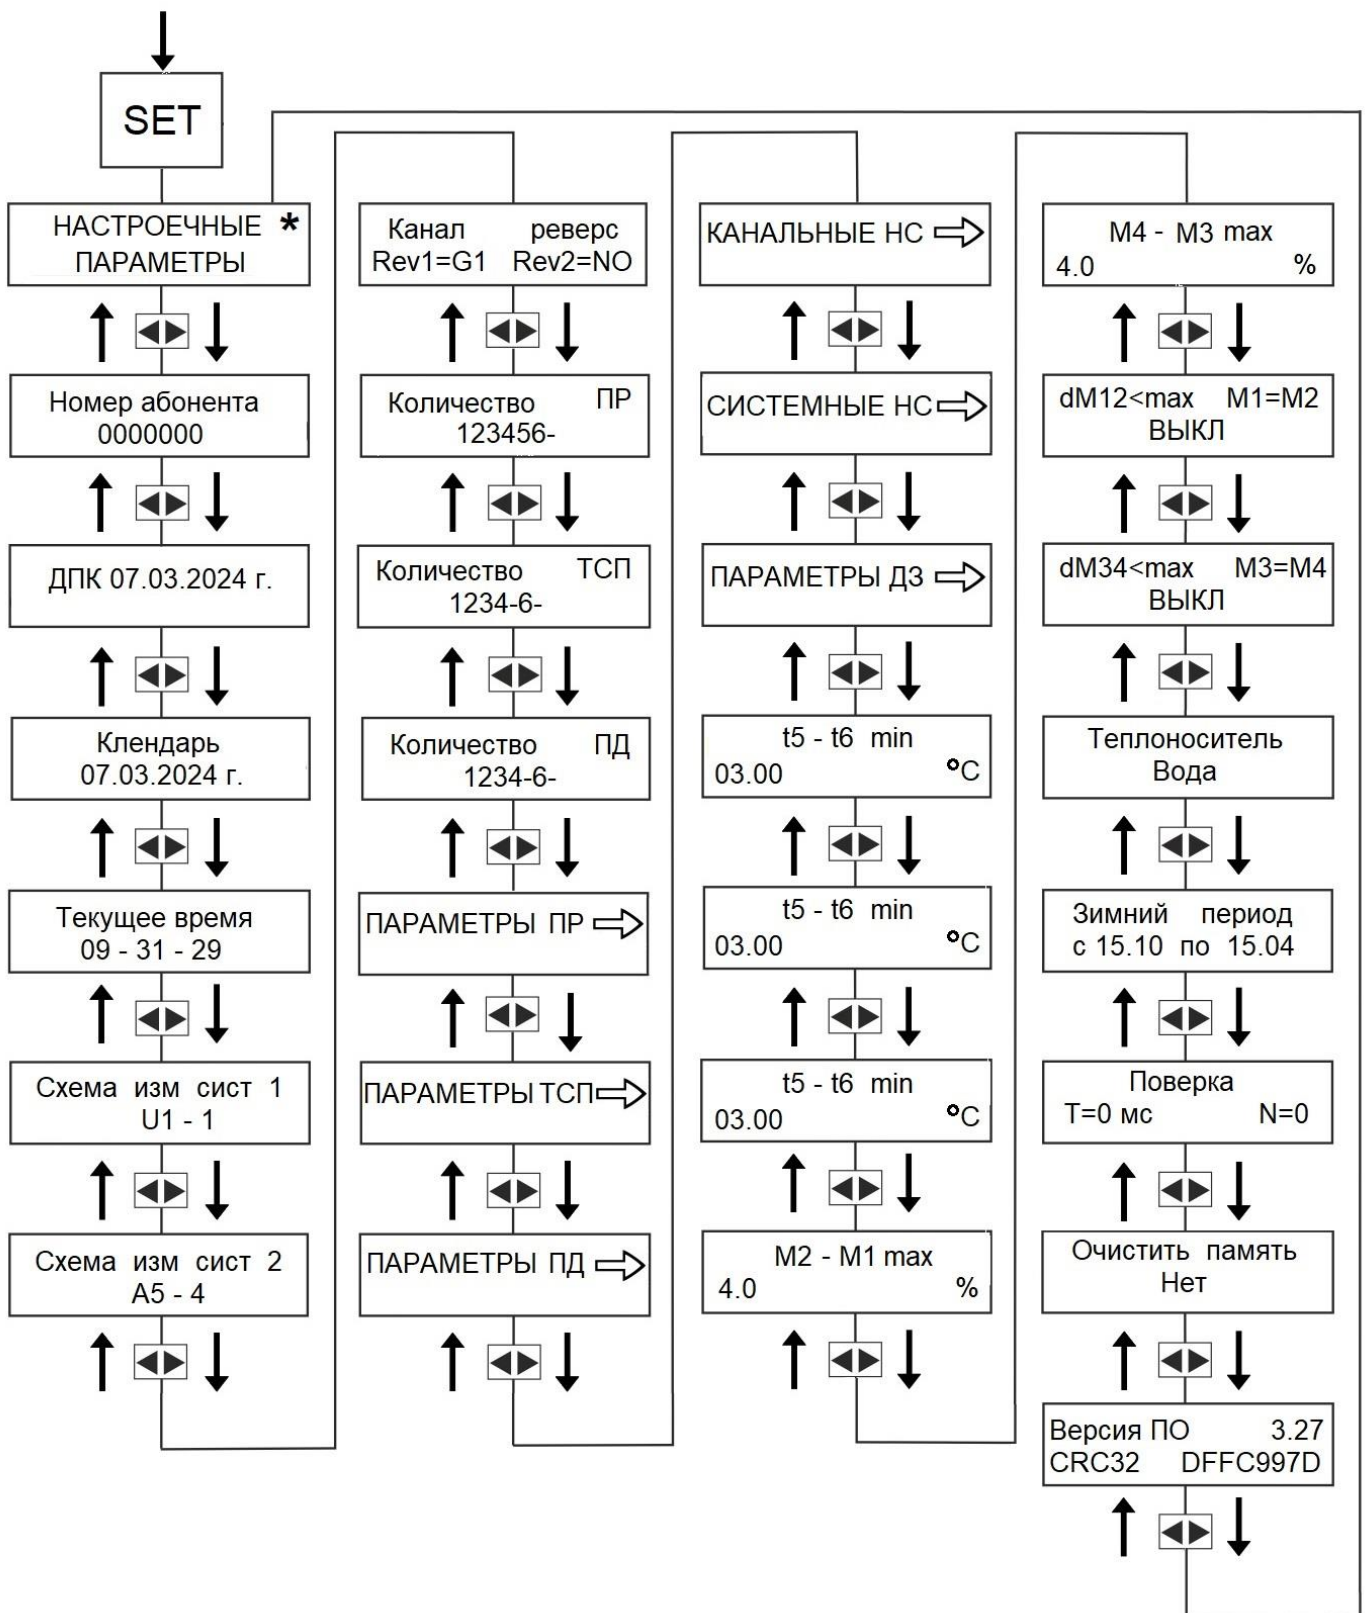 SET
НАСТРОЕЧНЫЕ *
ПАРАМЕТРЫ
Номер абонента
0000000
ДПК 07.03.2024 г.
Клендарь
07.03.2024 г.
Текущее время
09 - 31 - 29
Схема изм сист 1
U1 - 1
Схема изм сист 2
A5 - 4
Канал реверс
Rev1=G1 Rev2=NO
Количество ПР
123456-
Количество ТСП
1234-6-
Количество ПД
1234-6-
ПАРАМЕТРЫ ПР
ПАРАМЕТРЫ ТСП
ПАРАМЕТРЫ ПД
КАНАЛЬНЫЕ НС
СИСТЕМНЫЕ НС
ПАРАМЕТРЫ ДЗ
t5 - t6 min
03.00 °C
t5 - t6 min
03.00 °C
t5 - t6 min
03.00 °C
M2 - M1 max
4.0 %
M4 - M3 max
4.0 %
dM12<max M1=M2
ВЫКЛ
dM34<max M3=M4
ВЫКЛ
Теплоноситель
Вода
Зимний период
с 15.10 по 15.04
Поверка
T=0 мс N=0
Очистить память
Нет
Версия ПО 3.27
CRC32 DFFC997D